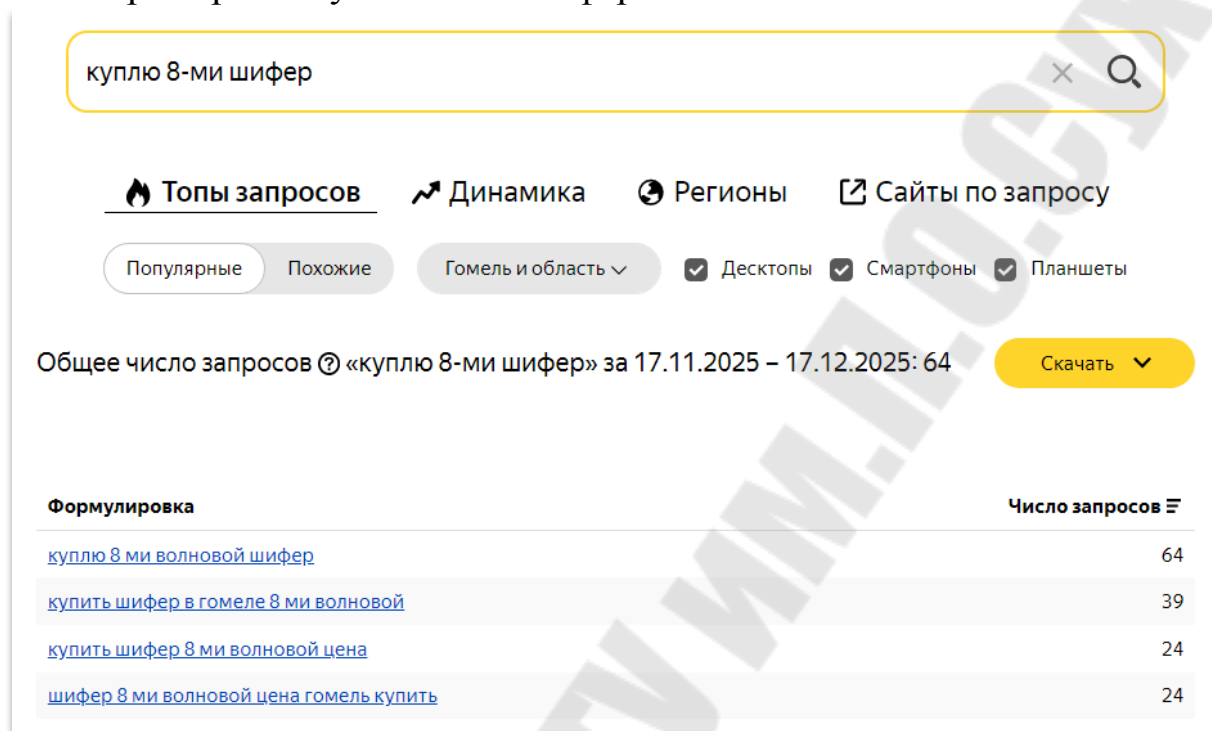 куплю 8-ми шифер
Топы запросов Динамика Регионы Сайты по запросу
Популярные Похожие Гомель и область Десктопы Смартфоны Планшеты
Общее число запросов «куплю 8-ми шифер» за 17.11.2025 – 17.12.2025: 64 Скачать
Формулировка Число запросов
куплю 8 ми волновой шифер 64
купить шифер в гомеле 8 ми волновой 39
купить шифер 8 ми волновой цена 24
шифер 8 ми волновой цена гомель купить 24